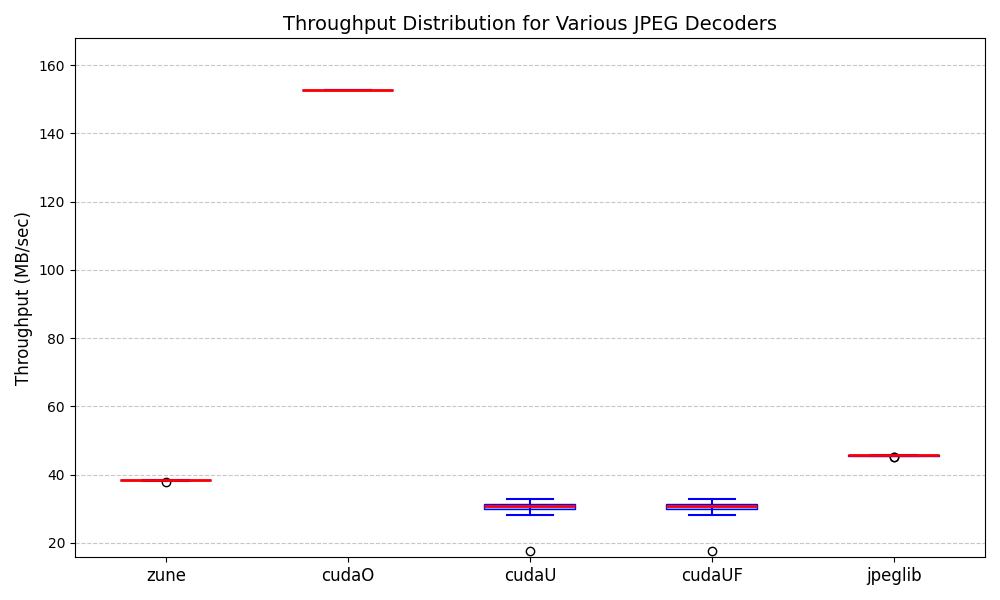 Throughput Distribution for Various JPEG Decoders
Throughput (MB/sec)
160
140
120
100
80
60
40
20
zune cudaO cudaU cudaUF jpeglib